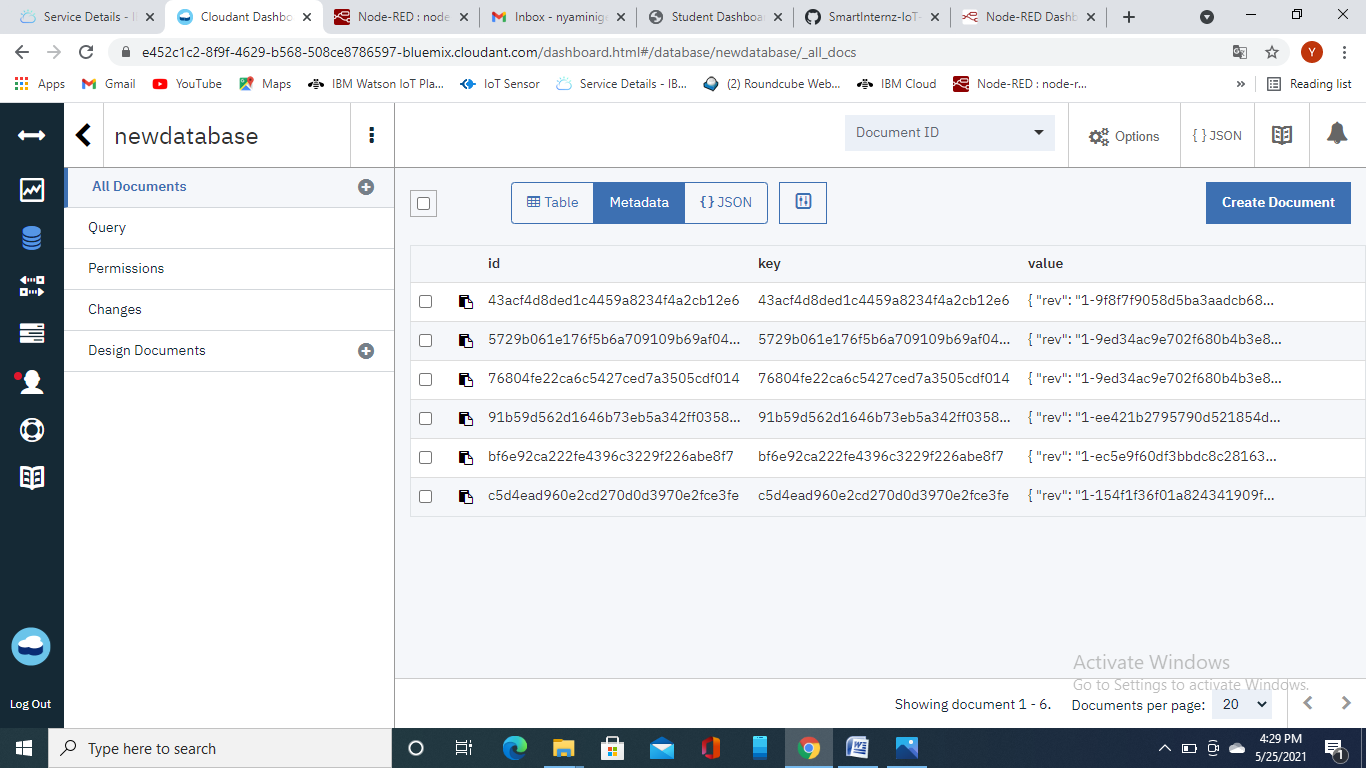 Service Details - I
Cloudant Dashbo
Node-RED : node
Inbox - nyaminig
Student Dashboa
SmartInternz-IoT-
Node-RED Dashb
e452c1c2-8f9f-4629-b568-508ce8786597-bluemix.cloudant.com/dashboard.html#/database/newdatabase/_all_docs
Y
Apps
Gmail
YouTube
Maps
IBM Watson IoT Pla...
IoT Sensor
Service Details - IB...
(2) Roundcube Web...
IBM Cloud
Node-RED : node-r...
»
Reading list
newdatabase
Document ID
Options
{ } JSON
All Documents
Query
Permissions
Changes
Design Documents
Table
Metadata
{ } JSON
Create Document
id key value
43acf4d8ded1c4459a8234f4a2cb12e6 43acf4d8ded1c4459a8234f4a2cb12e6 { "rev": "1-9f8f7f9058d5ba3aadcb68...
5729b061e176f5b6a709109b69af04... 5729b061e176f5b6a709109b69af04... { "rev": "1-9ed34ac9e702f680b4b3e8...
76804fe22ca6c5427ced7a3505cdf014 76804fe22ca6c5427ced7a3505cdf014 { "rev": "1-9ed34ac9e702f680b4b3e8...
91b59d562d1646b73eb5a342ff0358... 91b59d562d1646b73eb5a342ff0358... { "rev": "1-ee421b2795790d521854d...
bf6e92ca222fe4396c3229f226abe8f7 bf6e92ca222fe4396c3229f226abe8f7 { "rev": "1-ec5e9f60df3bbdc8c28163...
c5d4ead960e2cd270d0d3970e2fce3fe c5d4ead960e2cd270d0d3970e2fce3fe { "rev": "1-154f1f36f01a824341909f...
Activate Windows
Go to Settings to activate Windows.
Log Out
Showing document 1 - 6.
Documents per page: 20
Type here to search
4:29 PM
5/25/2021
1